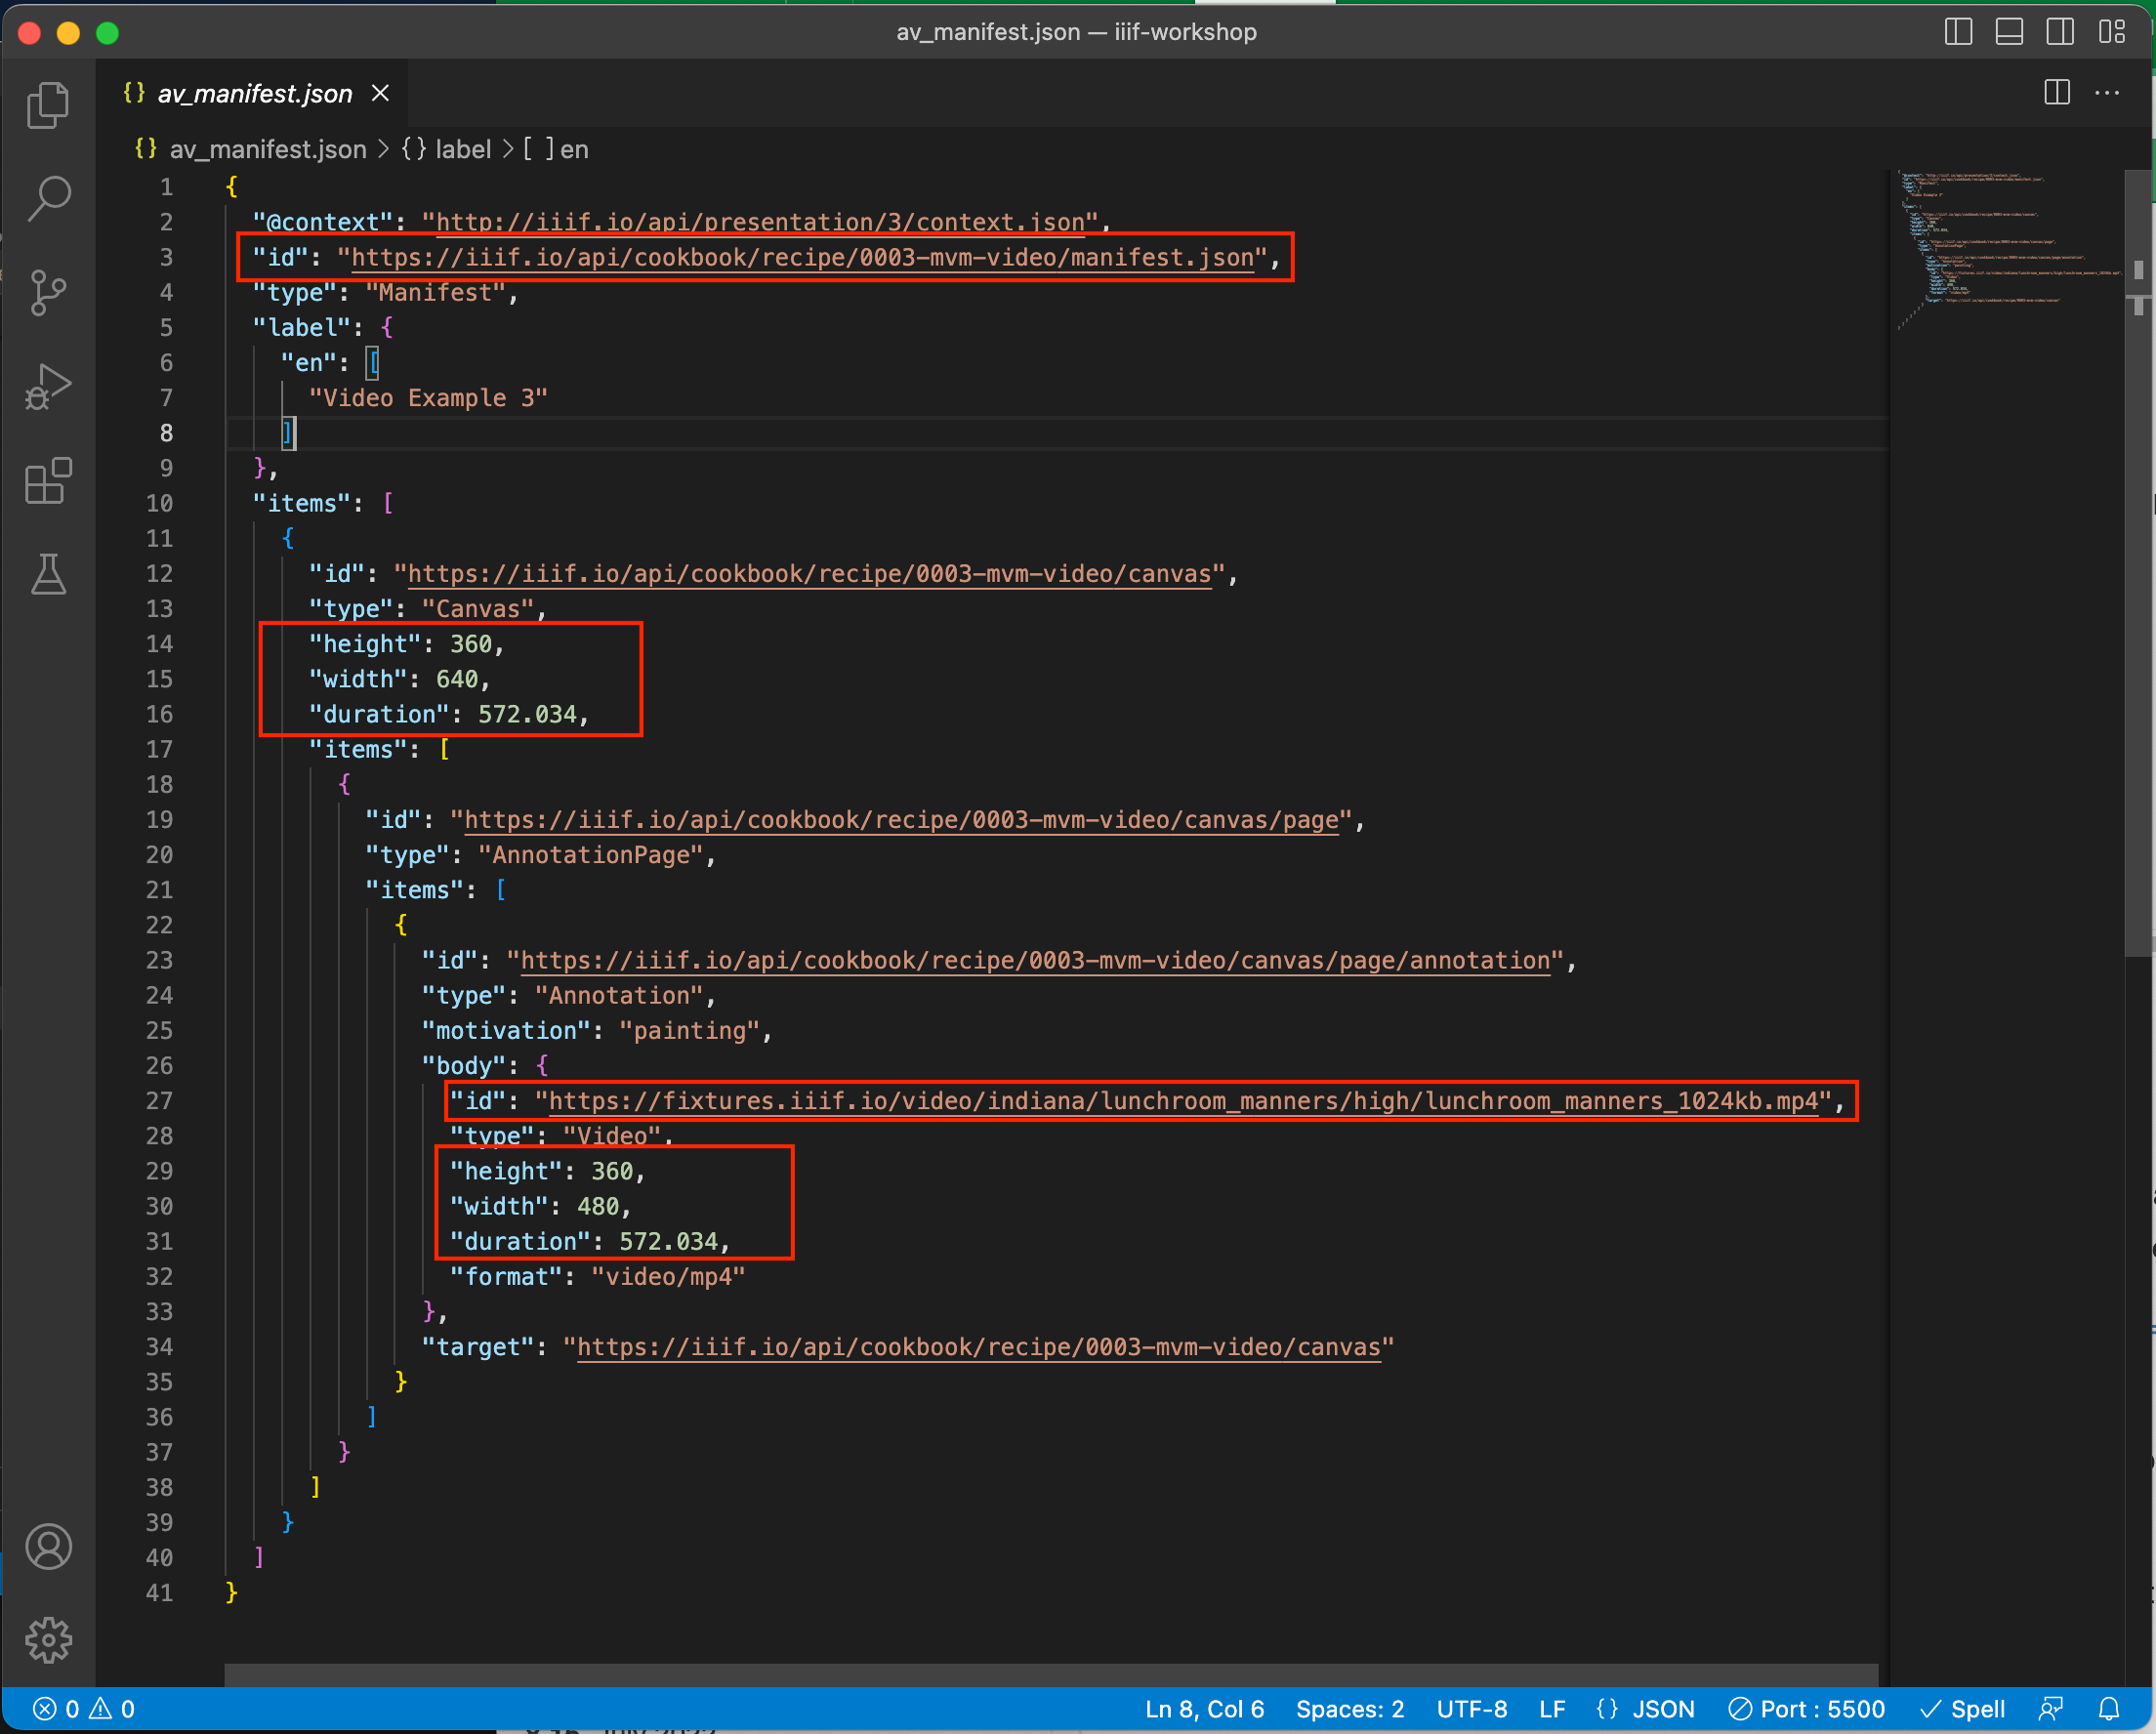 av_manifest.json — iiif-workshop
{} av_manifest.json
{} av_manifest.json > {} label > [ ] en
1 {
2   "@context": "http://iiif.io/api/presentation/3/context.json",
3   "id": "https://iiif.io/api/cookbook/recipe/0003-mvm-video/manifest.json",
4   "type": "Manifest",
5   "label": {
6     "en": [
7       "Video Example 3"
8     ]
9   },
10   "items": [
11     {
12       "id": "https://iiif.io/api/cookbook/recipe/0003-mvm-video/canvas",
13       "type": "Canvas",
14       "height": 360,
15       "width": 640,
16       "duration": 572.034,
17       "items": [
18         {
19           "id": "https://iiif.io/api/cookbook/recipe/0003-mvm-video/canvas/page",
20           "type": "AnnotationPage",
21           "items": [
22             {
23               "id": "https://iiif.io/api/cookbook/recipe/0003-mvm-video/canvas/page/annotation",
24               "type": "Annotation",
25               "motivation": "painting",
26               "body": {
27                 "id": "https://fixtures.iiif.io/video/indiana/lunchroom_manners/high/lunchroom_manners_1024kb.mp4",
28                 "type": "Video",
29                 "height": 360,
30                 "width": 480,
31                 "duration": 572.034,
32                 "format": "video/mp4"
33               },
34               "target": "https://iiif.io/api/cookbook/recipe/0003-mvm-video/canvas"
35             }
36           ]
37         }
38       ]
39     }
40   ]
41 }
0 0 Ln 8, Col 6 Spaces: 2 UTF-8 LF {} JSON Port : 5500 Spell